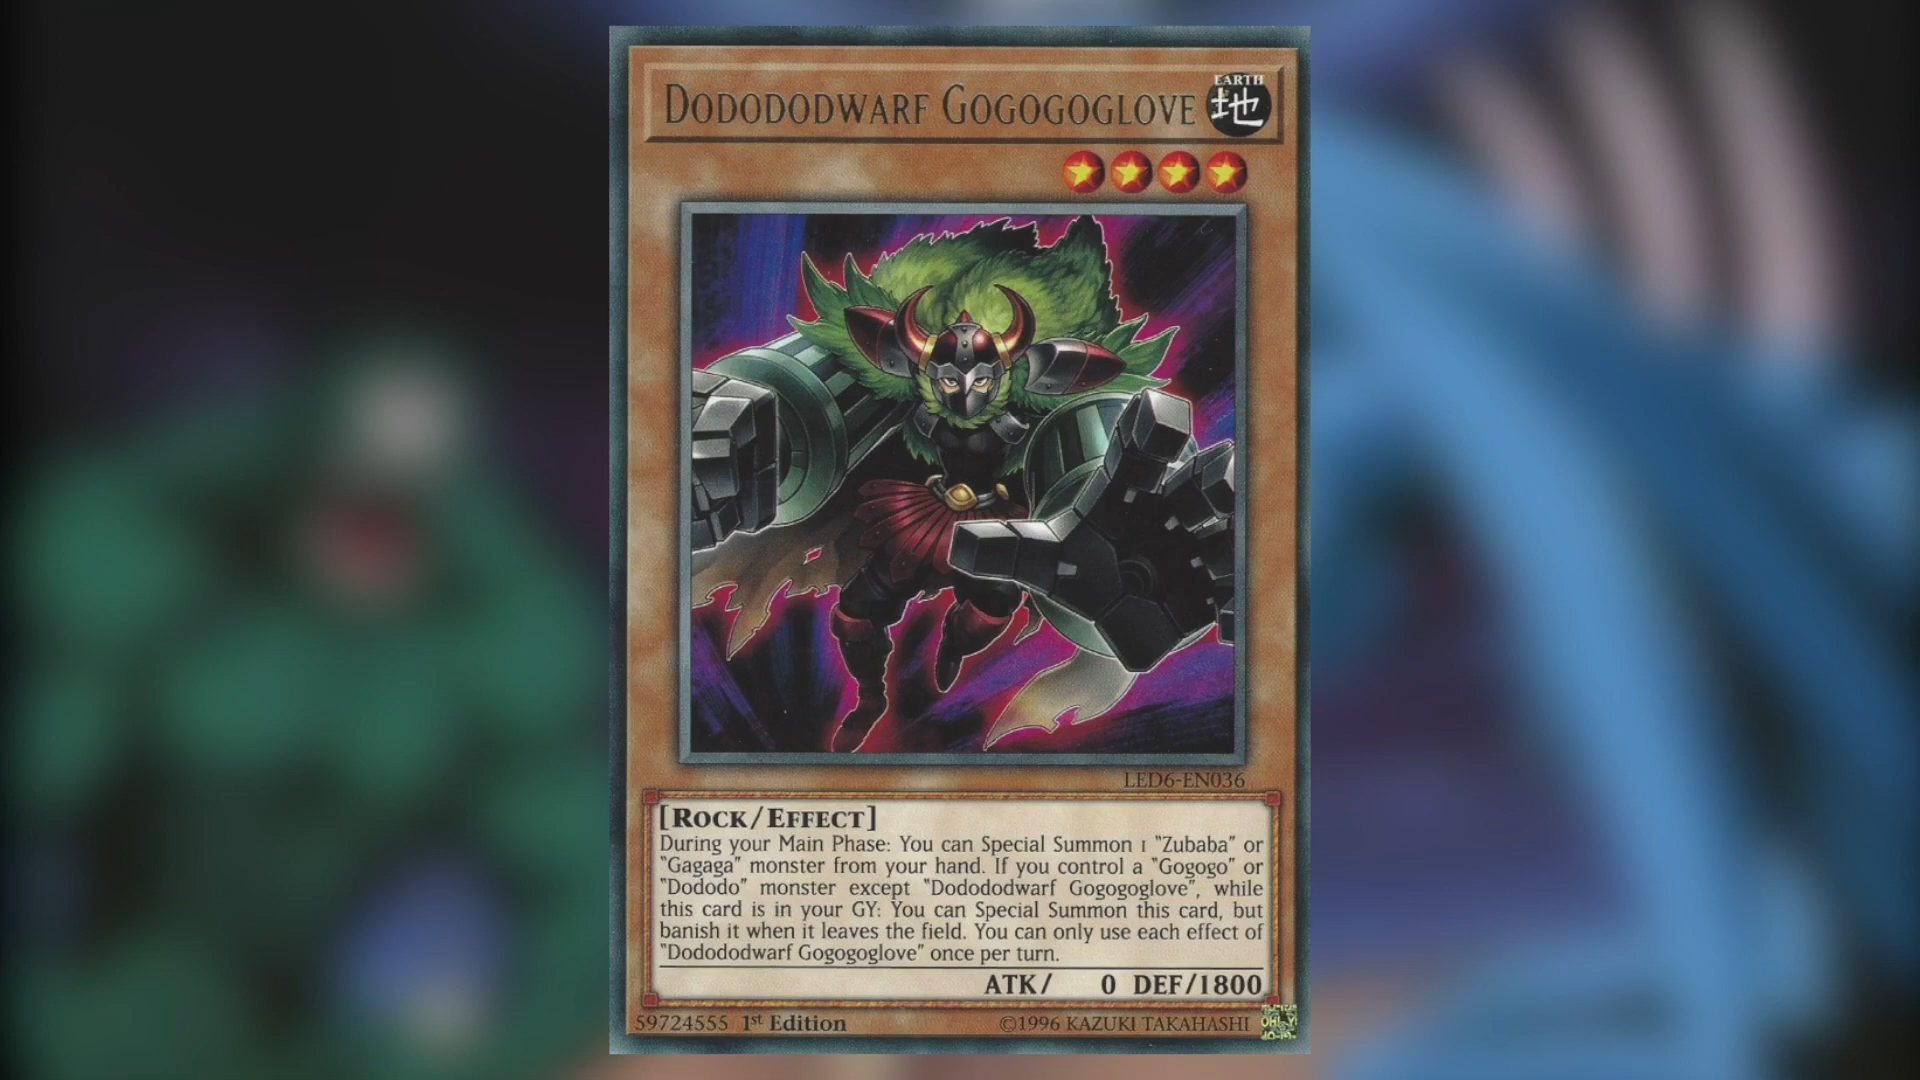 DODODODWARF GOGOGOGLOVE
EARTH
地
LED6-EN036
[ROCK/EFFECT]
During your Main Phase: You can Special Summon 1 "Zubaba" or
"Gagaga" monster from your hand. If you control a "Gogogo" or
"Dododo" monster except "Dodododwarf Gogogoglove", while
this card is in your GY: You can Special Summon this card, but
banish it when it leaves the field. You can only use each effect of
"Dodododwarf Gogogoglove" once per turn.
ATK/ 0 DEF/1800
59724555 1st Edition ©1996 KAZUKI TAKAHASHI